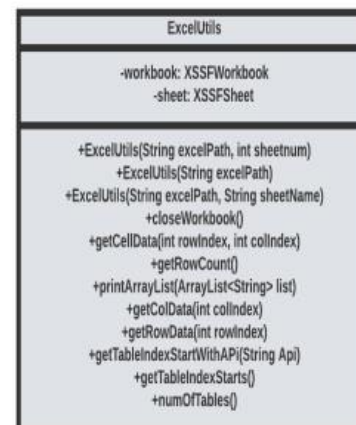 ExcelUtils
-workbook: XSSFWorkbook
-sheet: XSSFSheet
+ExcelUtils(String excelPath, int sheetnum)
+ExcelUtils(String excelPath)
+ExcelUtils(String excelPath, String sheetName)
+closeWorkbook()
+getCellData(int rowIndex, int colIndex)
+getRowCount()
+printArrayList(ArrayList<String> list)
+getColData(int colIndex)
+getRowData(int rowIndex)
+getTableIndexStartWithAPi(String Api)
+getTableIndexStarts()
+numOfTables()